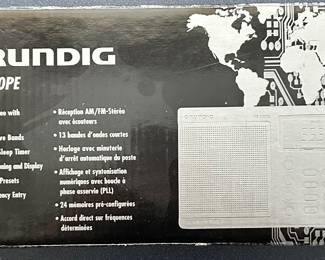 RUNDIG
OPE
eo with
ve Bands
Sleep Timer
ning and Display
Presets
ency Entry
• Réception AM/FM-Stéréo
avec écouteurs
• 13 bandes d'ondes courtes
• Horloge avec minuterie
d'arrêt automatique du poste
• Affichage et syntonisation
numériques avec boucle à
phase asservie (PLL)
• 24 mémoires pré-configurées
• Accord direct sur fréquences
déterminées
GRUNDIG